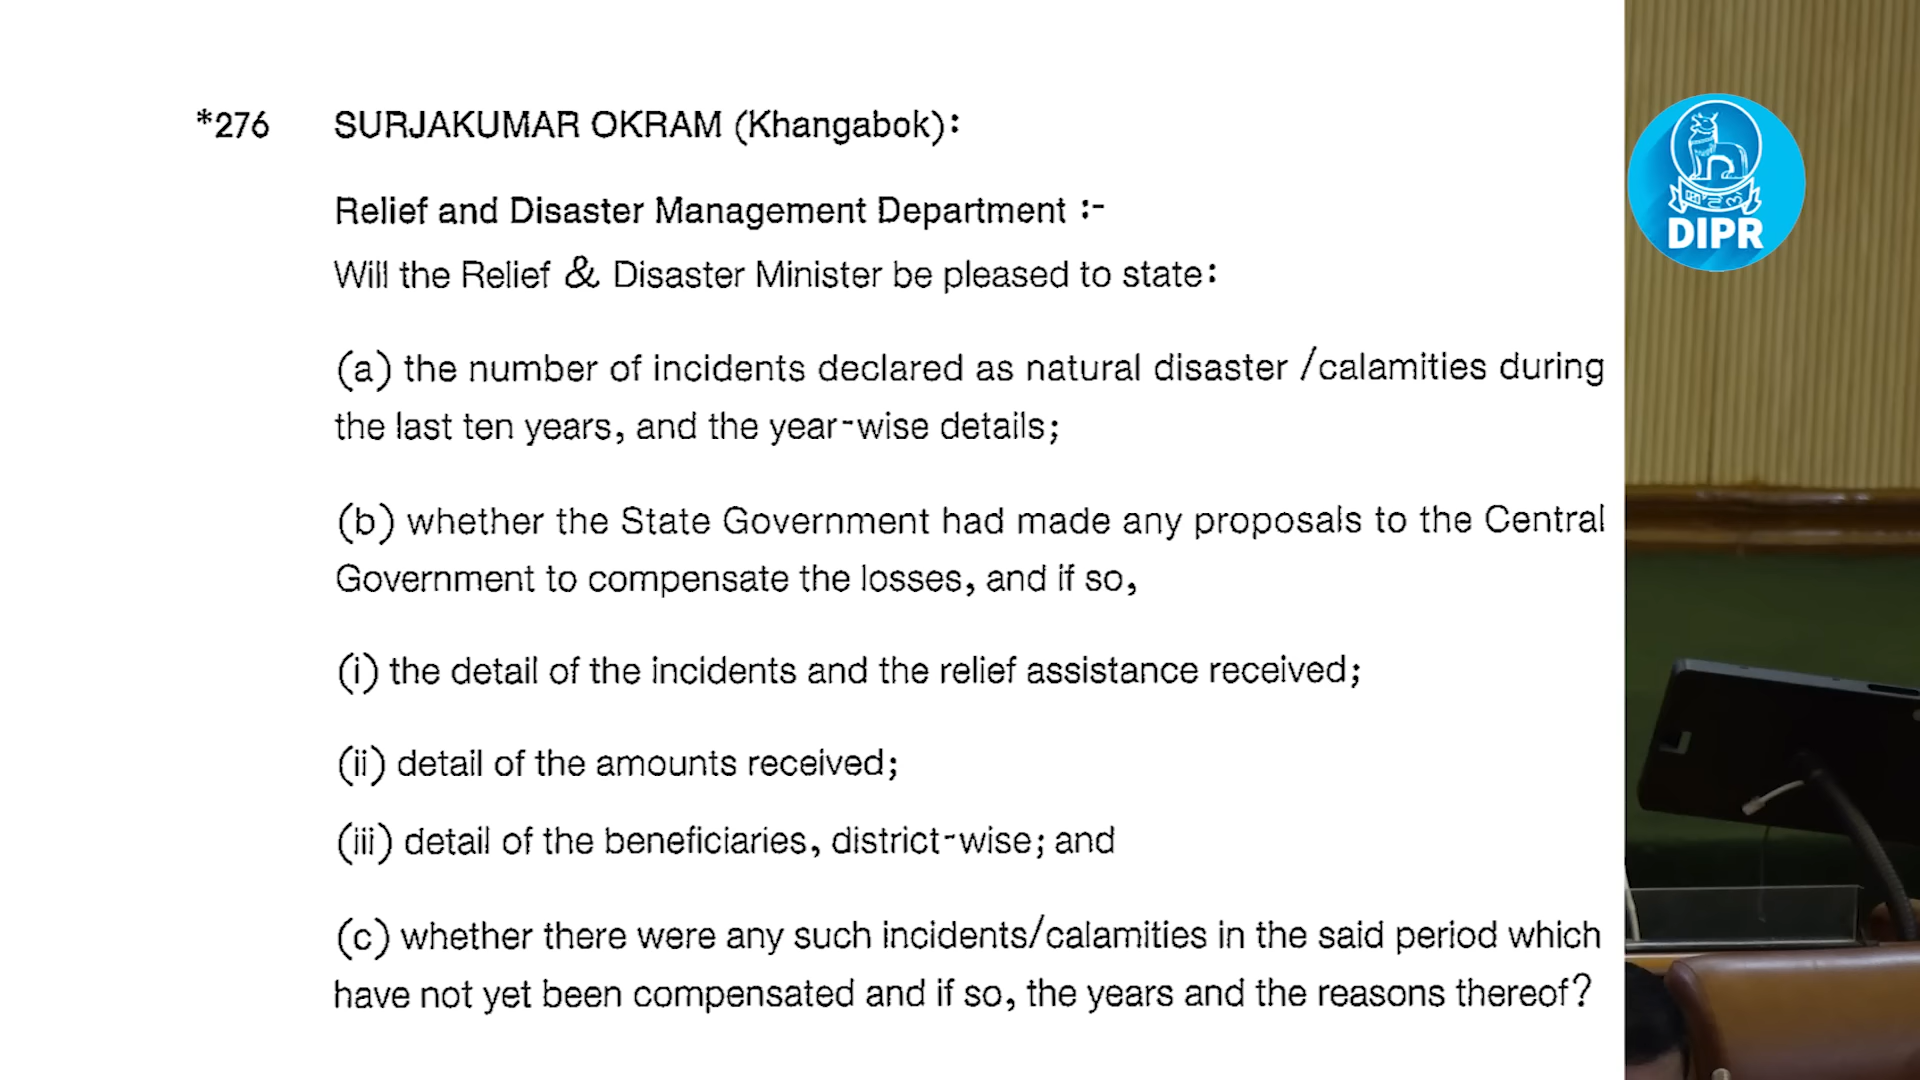 *276 SURJAKUMAR OKRAM (Khangabok):
Relief and Disaster Management Department :-
Will the Relief & Disaster Minister be pleased to state:
(a) the number of incidents declared as natural disaster /calamities during
the last ten years, and the year-wise details;
(b) whether the State Government had made any proposals to the Central
Government to compensate the losses, and if so,
(i) the detail of the incidents and the relief assistance received;
(ii) detail of the amounts received;
(iii) detail of the beneficiaries, district-wise; and
(c) whether there were any such incidents/calamities in the said period which
have not yet been compensated and if so, the years and the reasons thereof?
DIPR